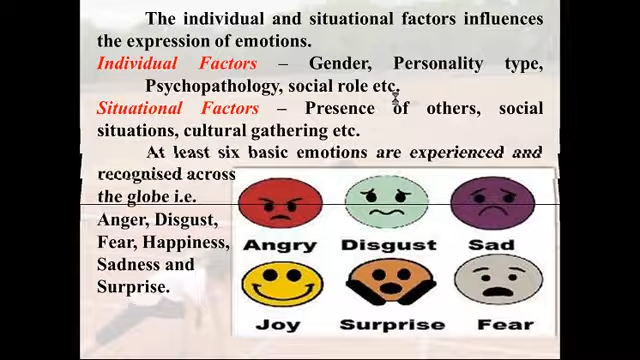 The individual and situational factors influences
the expression of emotions.
Individual Factors – Gender, Personality type,
Psychopathology, social role etc.
Situational Factors – Presence of others, social
situations, cultural gathering etc.
At least six basic emotions are experienced and
recognised across
the globe i.e.
Anger, Disgust,
Fear, Happiness,
Sadness and
Surprise.
Angry Disgust Sad
Joy Surprise Fear